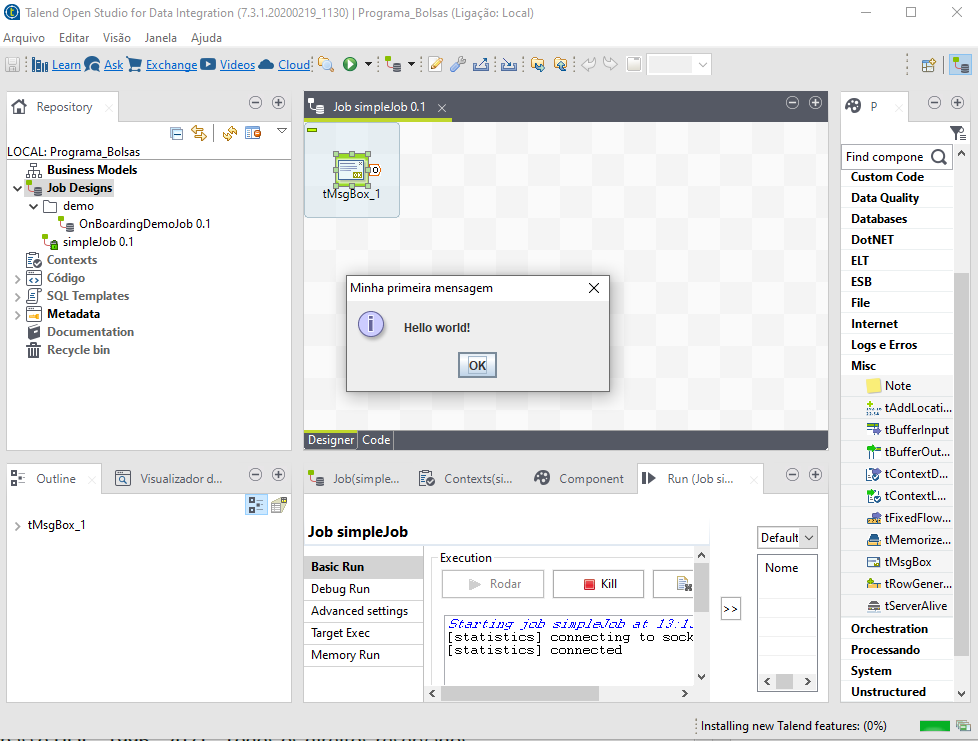 Talend Open Studio for Data Integration (7.3.1.20200219_1130) | Programa_Bolsas (Ligação: Local)
Arquivo Editar Visão Janela Ajuda
Learn Ask Exchange Videos Cloud
Repository
LOCAL: Programa_Bolsas
Business Models
Job Designs
demo
OnBoardingDemoJob 0.1
simpleJob 0.1
Contexts
Código
SQL Templates
Metadata
Documentation
Recycle bin
Job simpleJob 0.1
tMsgBox_1
Minha primeira mensagem
i
Hello world!
OK
Designer Code
P
Find compone
Custom Code
Data Quality
Databases
DotNET
ELT
ESB
File
Internet
Logs e Erros
Misc
Note
tAddLocati...
tBufferInput
tBufferOut...
tContextD...
tContextL...
tFixedFlow...
tMemorize...
tMsgBox
tRowGener...
tServerAlive
Orchestration
Processando
System
Unstructured
Outline Visualizador d...
tMsgBox_1
Job(simple... Contexts(si... Component Run (Job si...
Job simpleJob
Basic Run
Debug Run
Advanced settings
Target Exec
Memory Run
Execution
Rodar Kill
Starting job simpleJob at 13:1
[statistics] connecting to sock
[statistics] connected
>>
Default
Nome
Installing new Talend features: (0%)